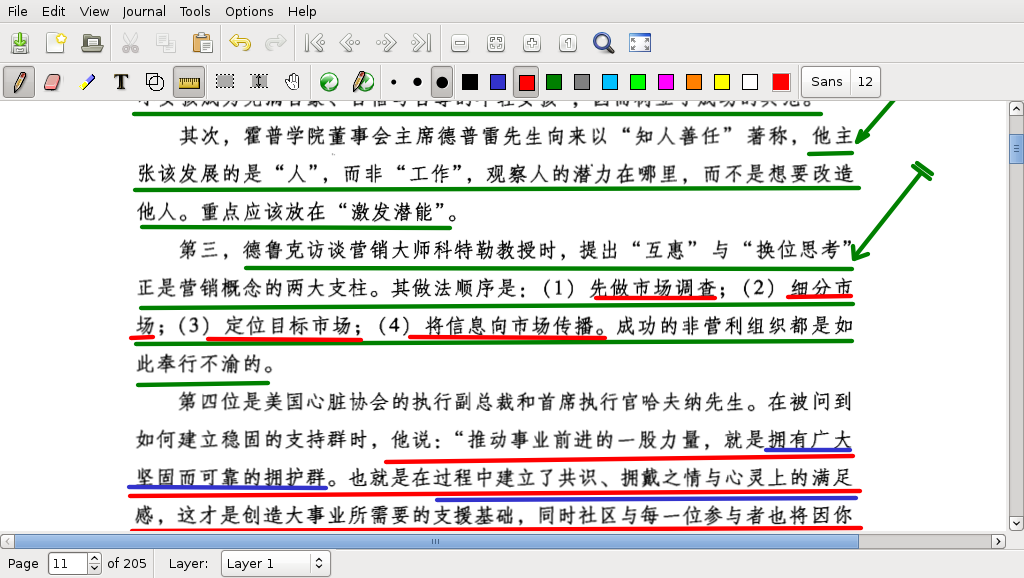 File Edit View Journal Tools Options Help
Sans 12
其次，霍普学院董事会主席德普雷先生向来以“知人善任”著称，他主
张该发展的是“人”，而非“工作”，观察人的潜力在哪里，而不是想要改造
他人。重点应该放在“激发潜能”。
第三，德鲁克访谈营销大师科特勒教授时，提出“互惠”与“换位思考”
正是营销概念的两大支柱。其做法顺序是：（1）先做市场调查；（2）细分市
场；（3）定位目标市场；（4）将信息向市场传播。成功的非营利组织都是如
此奉行不渝的。
第四位是美国心脏协会的执行副总裁和首席执行官哈夫纳先生。在被问到
如何建立稳固的支持群时，他说：“推动事业前进的一股力量，就是拥有广大
坚固而可靠的拥护群。也就是在过程中建立了共识、拥戴之情与心灵上的满足
感，这才是创造大事业所需要的支援基础，同时社区与每一位参与者也将因你
Page 11 of 205 Layer: Layer 1